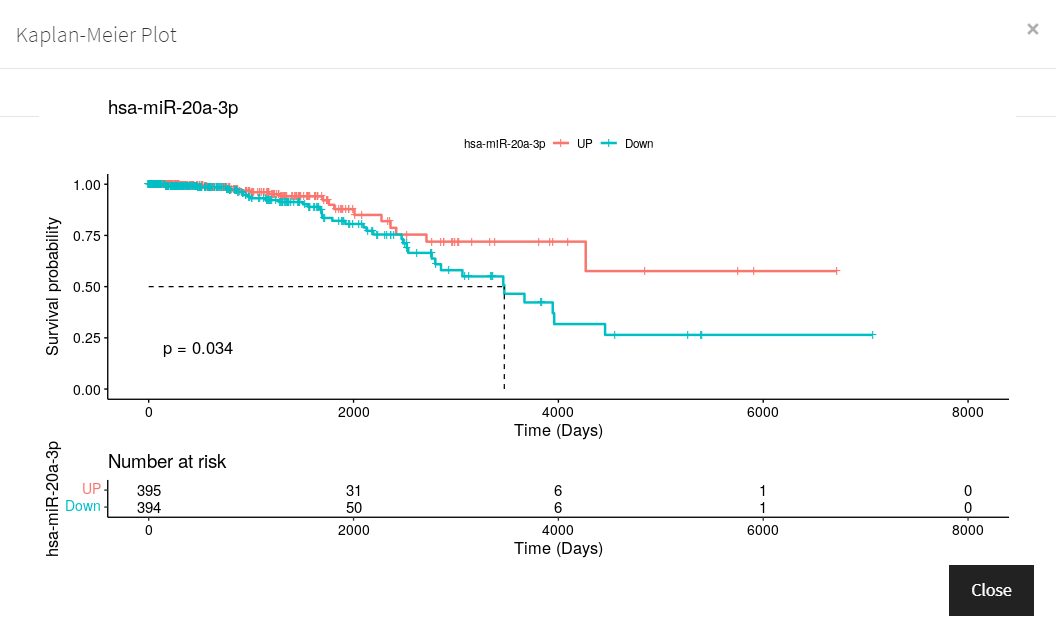 Kaplan-Meier Plot
×
hsa-miR-20a-3p
hsa-miR-20a-3p UP Down
1.00
0.75
0.50
0.25
0.00
Survival probability
p = 0.034
0 2000 4000 6000 8000
Time (Days)
Number at risk
hsa-miR-20a-3p
UP 395 31 6 1 0
Down 394 50 6 1 0
0 2000 4000 6000 8000
Time (Days)
Close